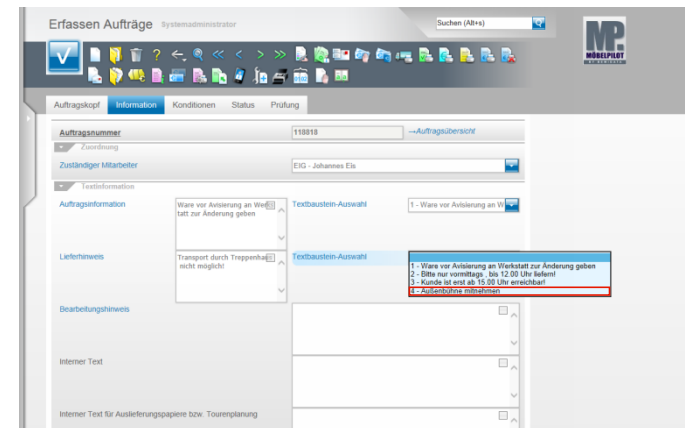 Erfassen Aufträge Systemadministrator
Suchen (Alt+s)
MP
MÖBELPILOT
Auftragskopf Information Konditionen Status Prüfung
Auftragsnummer 118818 →Auftragsübersicht
Zuordnung
Zuständiger Mitarbeiter EIG - Johannes Eis
Textinformation
Auftragsinformation Ware vor Avisierung an Werk Textbaustein-Auswahl 1 - Ware vor Avisierung an W
tatt zur Änderung geben
Lieferhinweis Transport durch Treppenhau Textbaustein-Auswahl
nicht möglich!
1 - Ware vor Avisierung an Werkstatt zur Änderung geben
2 - Bitte nur vormittags , bis 12.00 Uhr liefern!
3 - Kunde ist erst ab 15.00 Uhr erreichbar!
4 - Außenbühne mitnehmen
Bearbeitungshinweis
Interner Text
Interner Text für Auslieferungspapiere bzw. Tourenplanung